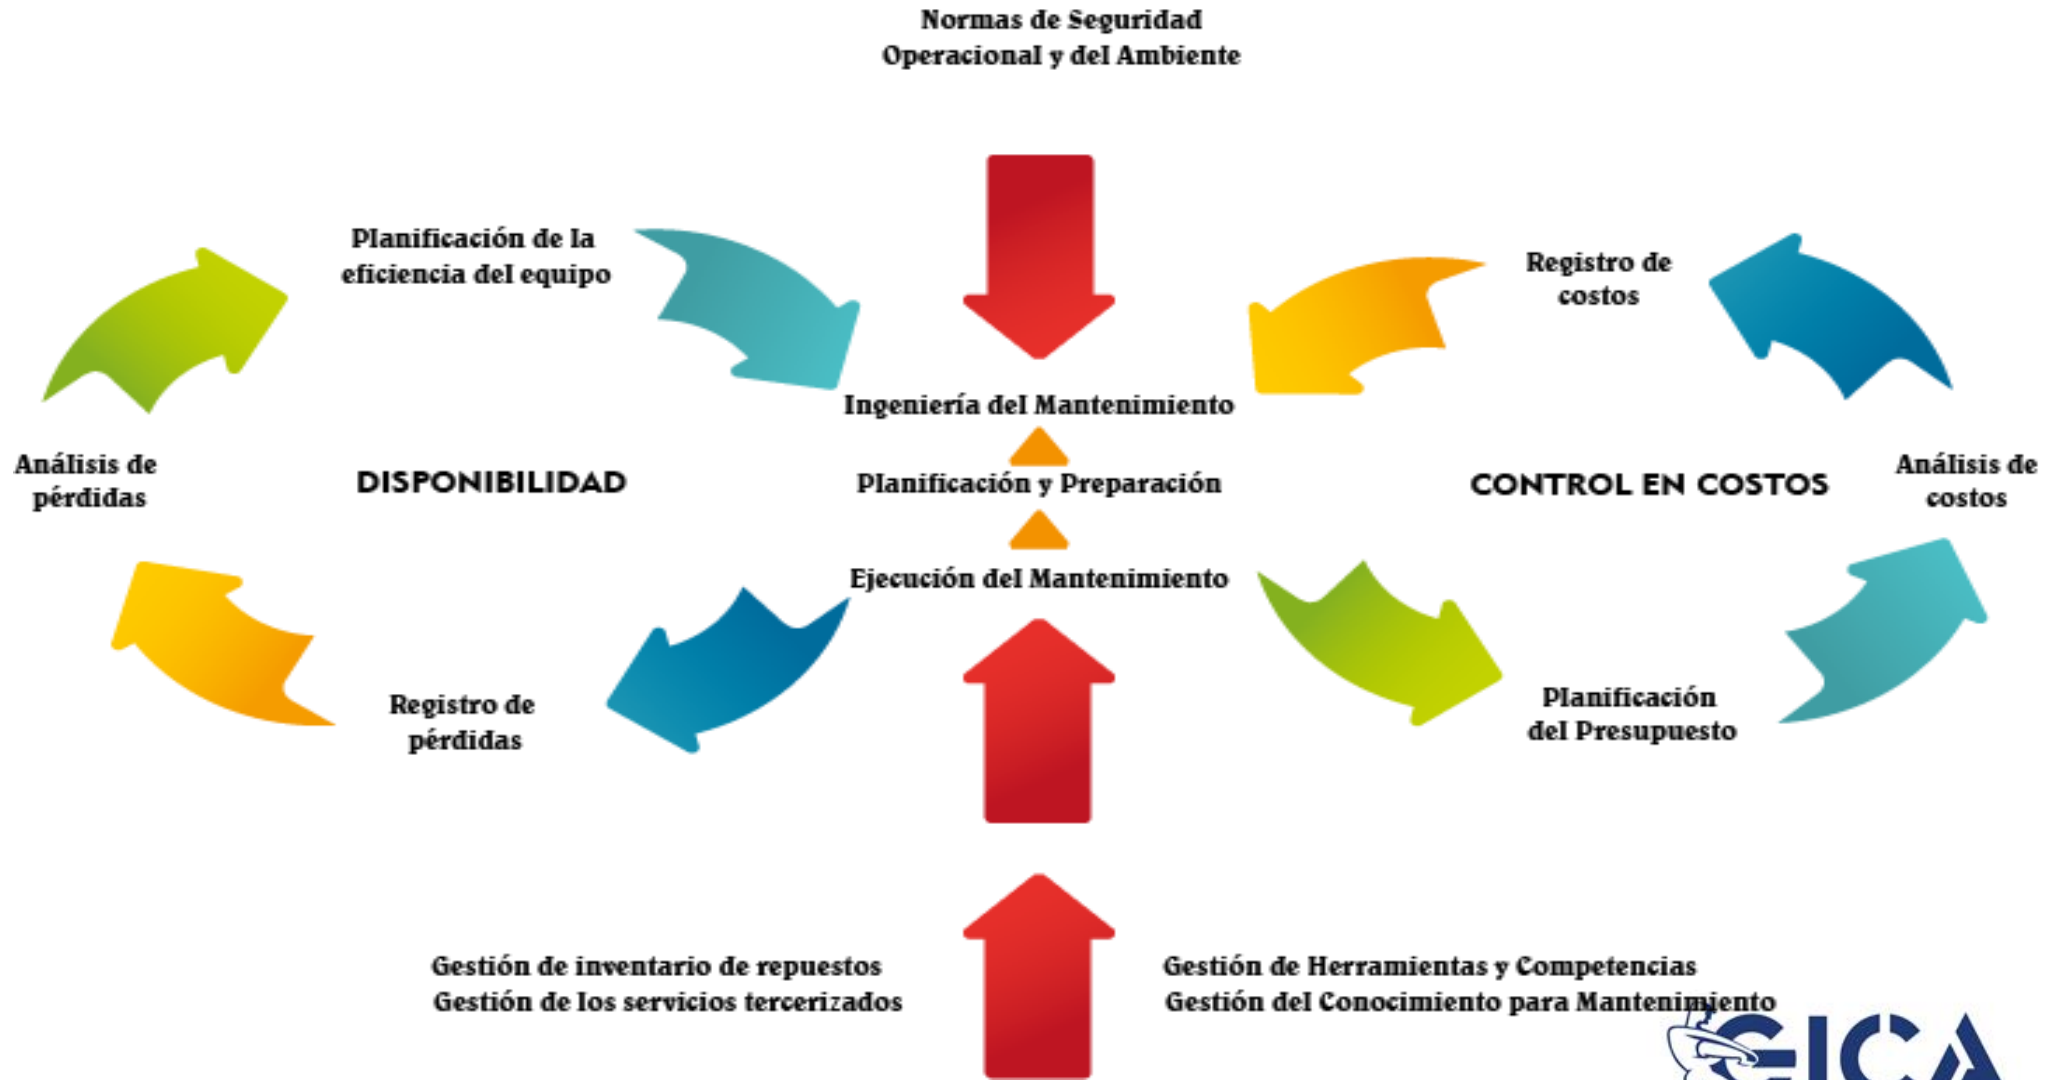 Normas de Seguridad
Operacional y del Ambiente
Planificación de la
eficiencia del equipo
Registro de
costos
Ingeniería del Mantenimiento
Análisis de
pérdidas
DISPONIBILIDAD
Planificación y Preparación
CONTROL EN COSTOS
Análisis de
costos
Ejecución del Mantenimiento
Registro de
pérdidas
Planificación
del Presupuesto
Gestión de inventario de repuestos
Gestión de los servicios tercerizados
Gestión de Herramientas y Competencias
Gestión del Conocimiento para Mantenimiento
GICA